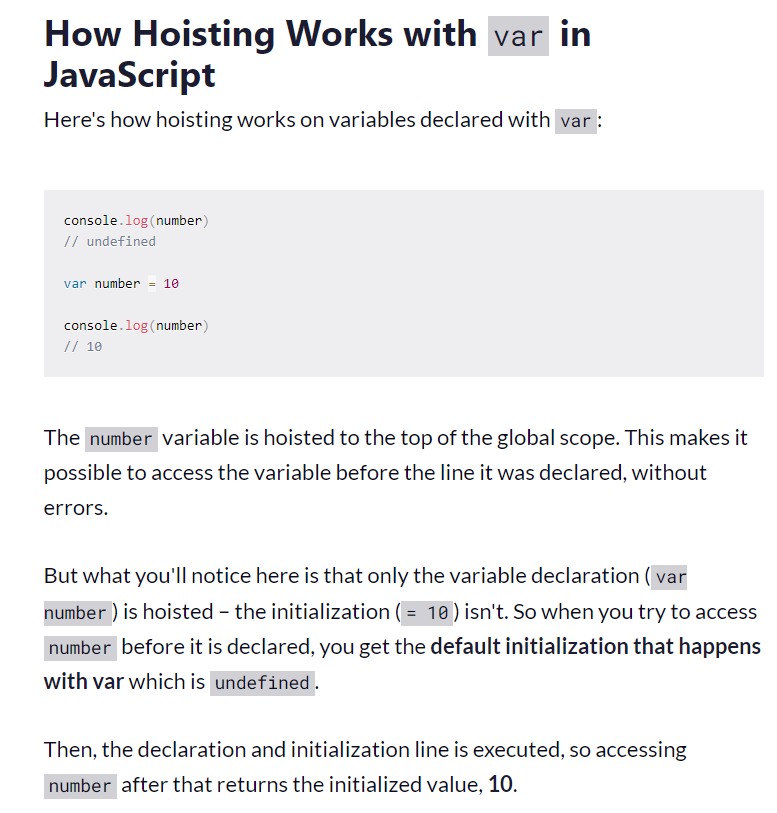 How Hoisting Works with var in
JavaScript
Here's how hoisting works on variables declared with var:
console.log(number)
// undefined
var number = 10
console.log(number)
// 10
The number variable is hoisted to the top of the global scope. This makes it
possible to access the variable before the line it was declared, without
errors.
But what you'll notice here is that only the variable declaration (var
number) is hoisted – the initialization (= 10) isn't. So when you try to access
number before it is declared, you get the default initialization that happens
with var which is undefined.
Then, the declaration and initialization line is executed, so accessing
number after that returns the initialized value, 10.